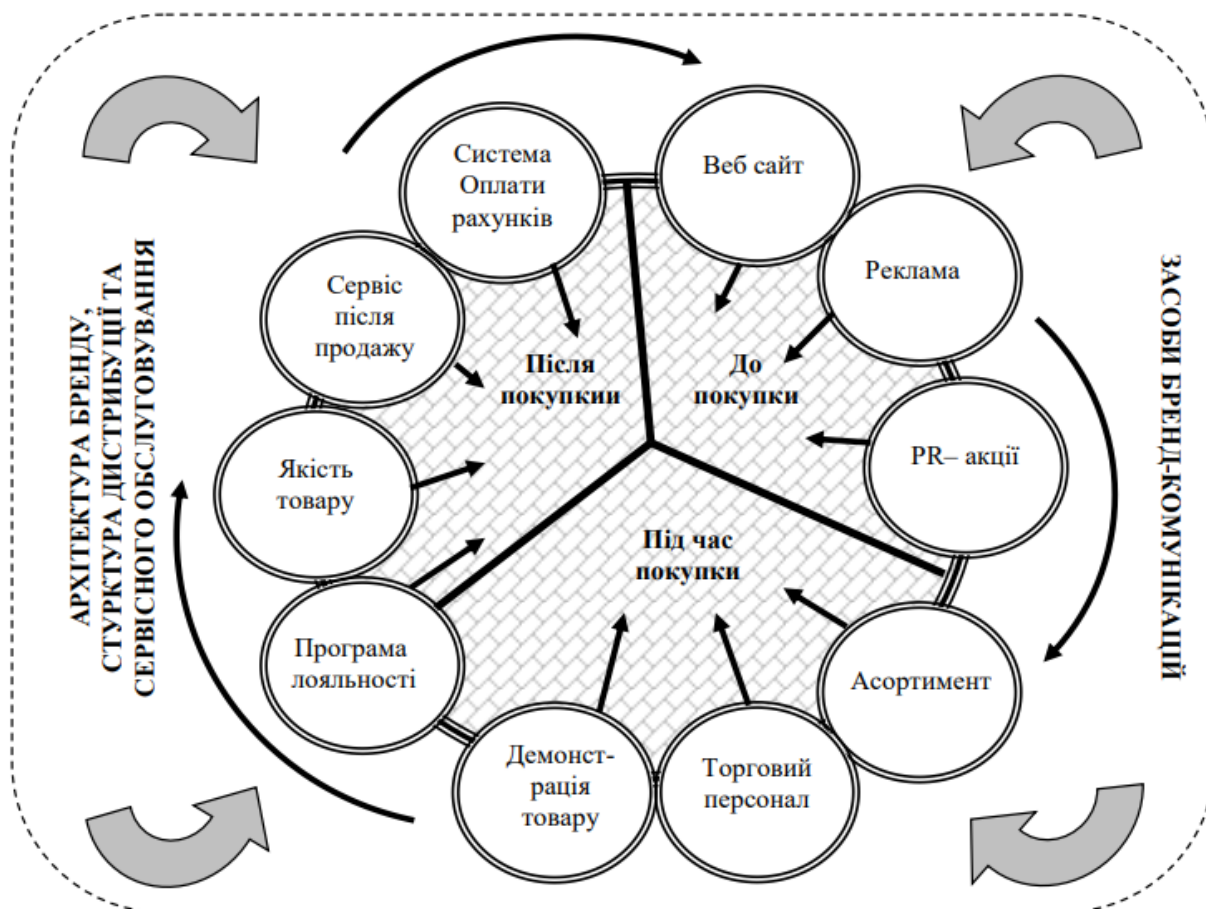 Система
Оплати
рахунків
Веб сайт
Реклама
PR– акції
Асортимент
Торговий
персонал
Демонст-
рація
товару
Програма
лояльності
Якість
товару
Сервіс
після
продажу
Після
покупкии
До
покупки
Під час
покупки
АРХІТЕКТУРА БРЕНДУ,
СТУРКТУРА ДИСТРИБУЦІЇ ТА
СЕРВІСНОГО ОБСЛУГОВУВАННЯ
ЗАСОБИ БРЕНД-КОМУНІКАЦІЙ